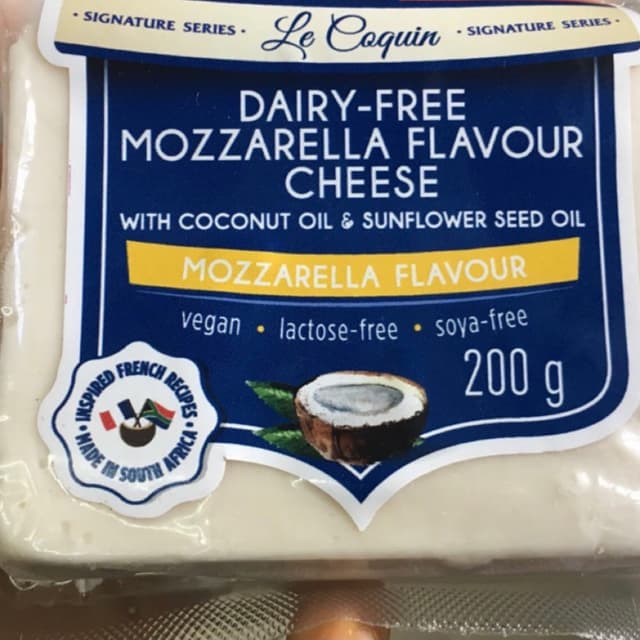 • SIGNATURE SERIES • Le Coquin • SIGNATURE SERIES •
DAIRY-FREE
MOZZARELLA FLAVOUR
CHEESE
WITH COCONUT OIL & SUNFLOWER SEED OIL
MOZZARELLA FLAVOUR
vegan • lactose-free • soya-free
200 g
INSPIRED FRENCH RECIPES
• MADE IN SOUTH AFRICA •